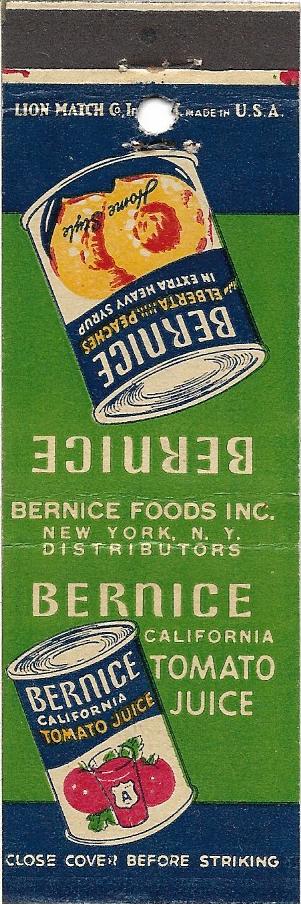 LION MATCH Co., MADE IN U.S.A.
Home Style
IN EXTRA HEAVY SYRUP
ELBERTA PEACHES
BERNICE
BERNICE
BERNICE FOODS INC.
NEW YORK, N. Y.
DISTRIBUTORS
BERNICE
CALIFORNIA
TOMATO
JUICE
BERNICE
CALIFORNIA
TOMATO JUICE
A
CLOSE COVER BEFORE STRIKING